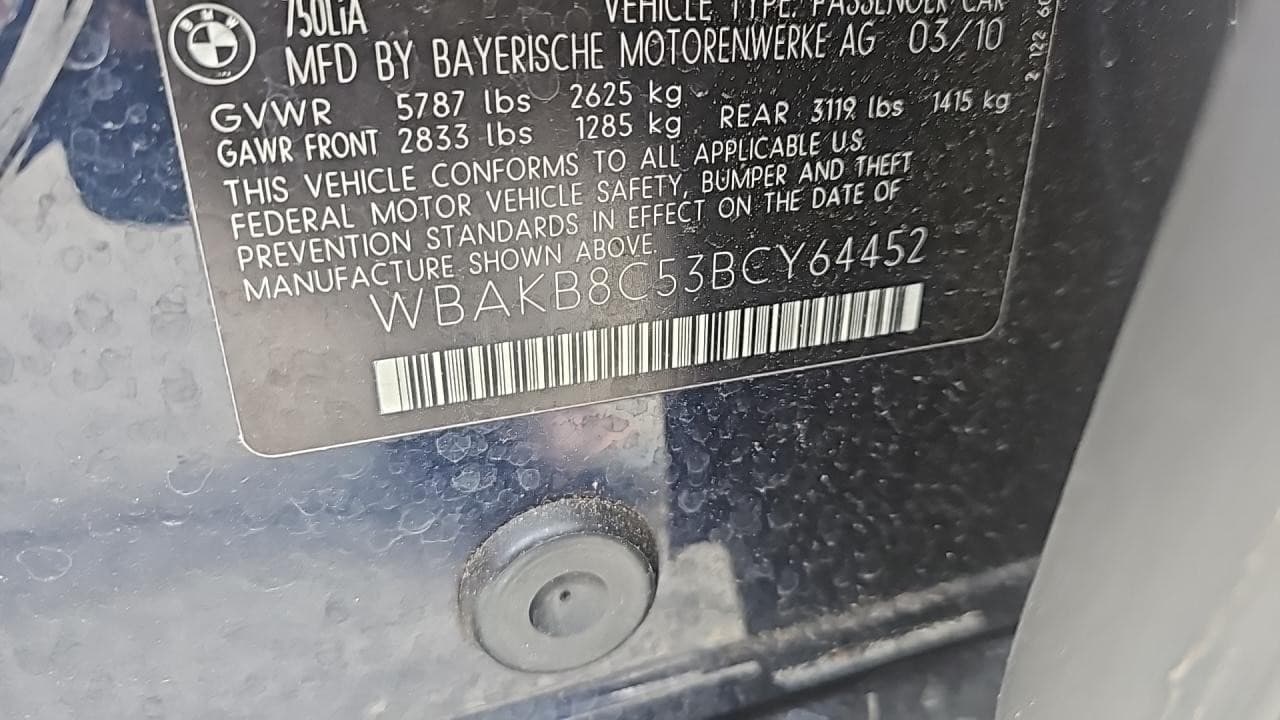 BMW
750LiA
VEHICLE TYPE: PASSENGER CAR
MFD BY BAYERISCHE MOTORENWERKE AG 03/10
GVWR 5787 lbs 2625 kg
GAWR FRONT 2833 lbs 1285 kg REAR 3119 lbs 1415 kg
THIS VEHICLE CONFORMS TO ALL APPLICABLE U.S.
FEDERAL MOTOR VEHICLE SAFETY, BUMPER AND THEFT
PREVENTION STANDARDS IN EFFECT ON THE DATE OF
MANUFACTURE SHOWN ABOVE.
WBAKB8C53BCY64452